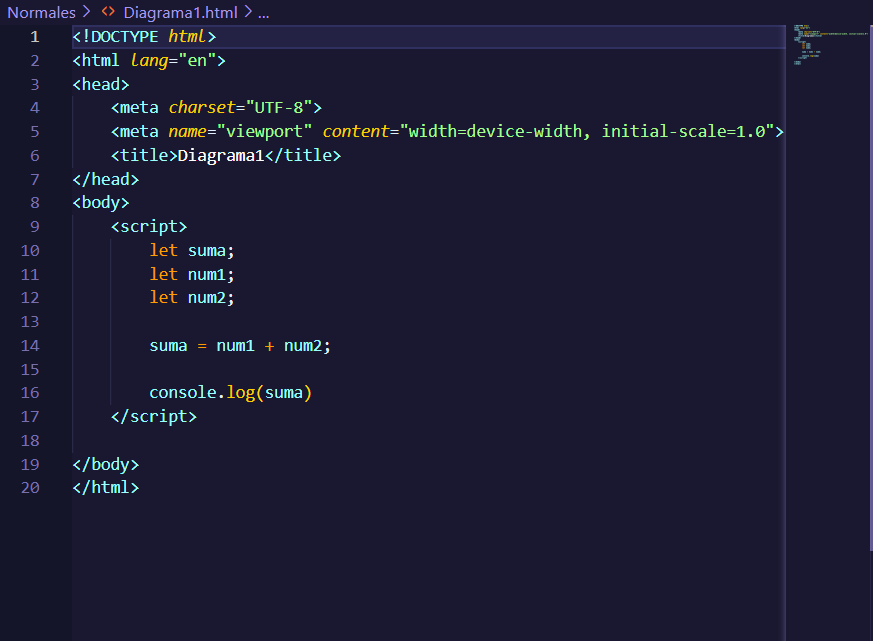 Normales > <> Diagrama1.html > ...
1 <!DOCTYPE html>
2 <html lang="en">
3 <head>
4     <meta charset="UTF-8">
5     <meta name="viewport" content="width=device-width, initial-scale=1.0">
6     <title>Diagrama1</title>
7 </head>
8 <body>
9     <script>
10         let suma;
11         let num1;
12         let num2;
13
14         suma = num1 + num2;
15
16         console.log(suma)
17     </script>
18
19 </body>
20 </html>